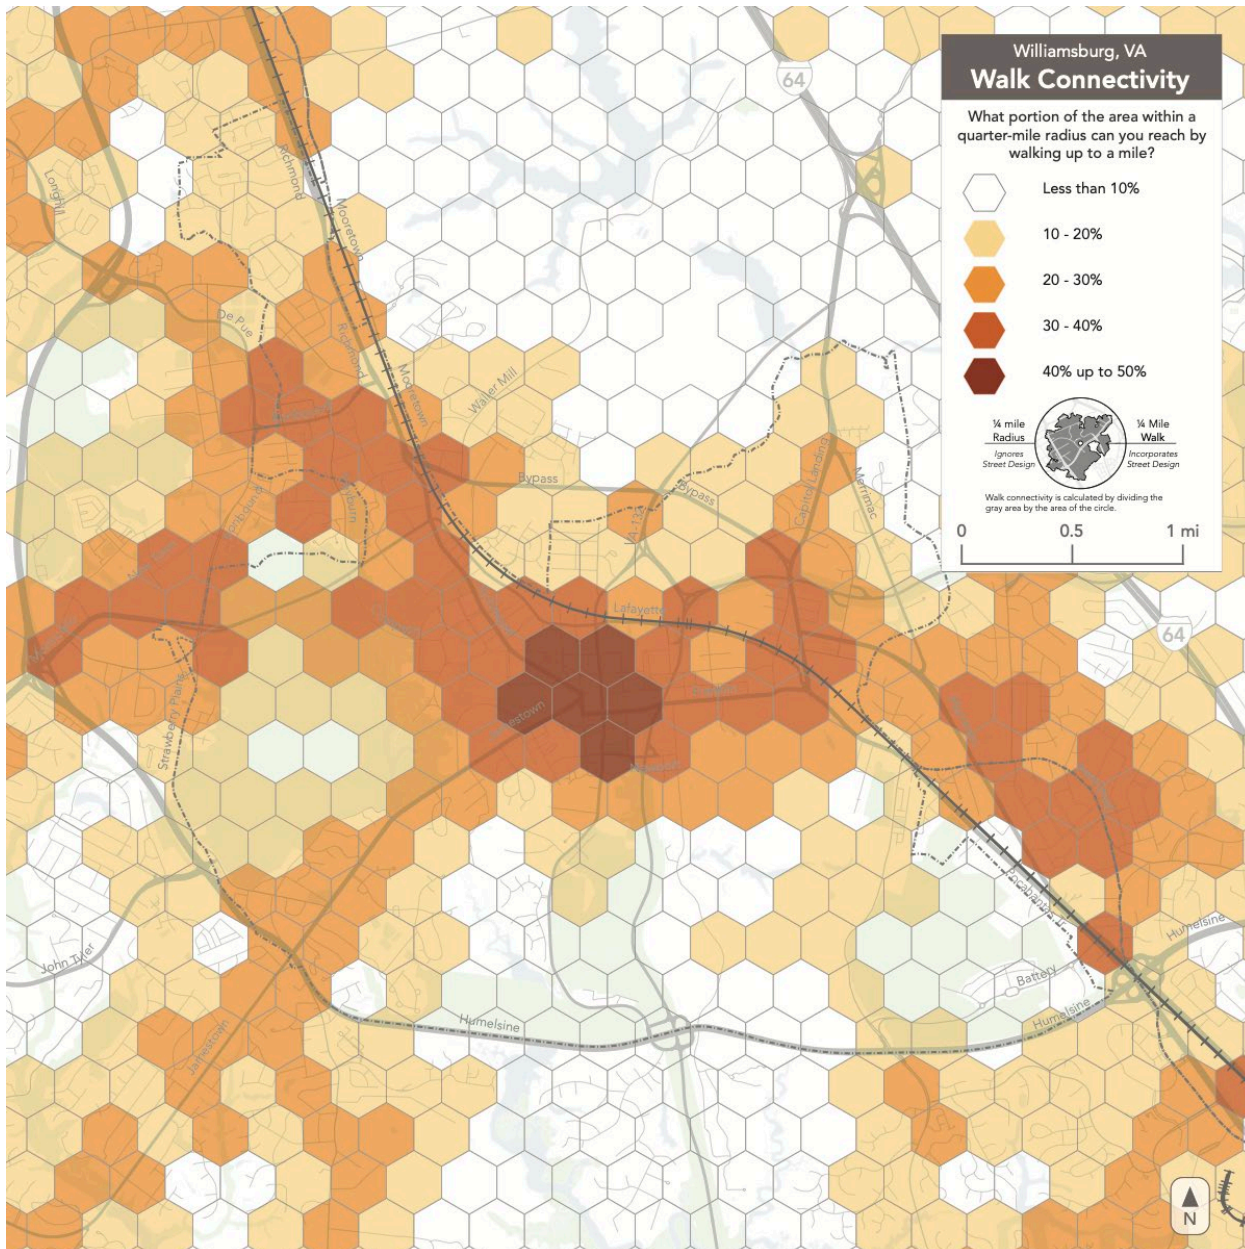 Williamsburg, VA
Walk Connectivity
What portion of the area within a
quarter-mile radius can you reach by
walking up to a mile?
Less than 10%
10 - 20%
20 - 30%
30 - 40%
40% up to 50%
¼ mile
Radius
Ignores
Street Design
¼ Mile
Walk
Incorporates
Street Design
Walk connectivity is calculated by dividing the
gray area by the area of the circle.
0 0.5 1 mi
64
Richmond
Mooretown
Longhill
De Pue
Richmond
Mooretown
Waller Mill
Bypass
Bypass
Capitol Landing
Merrimac
Lafayette
64
Jamestown
Strawberry Plains
Pocahontas
Humelsine
John Tyler
Battery
Humelsine
Humelsine
Jamestown
N